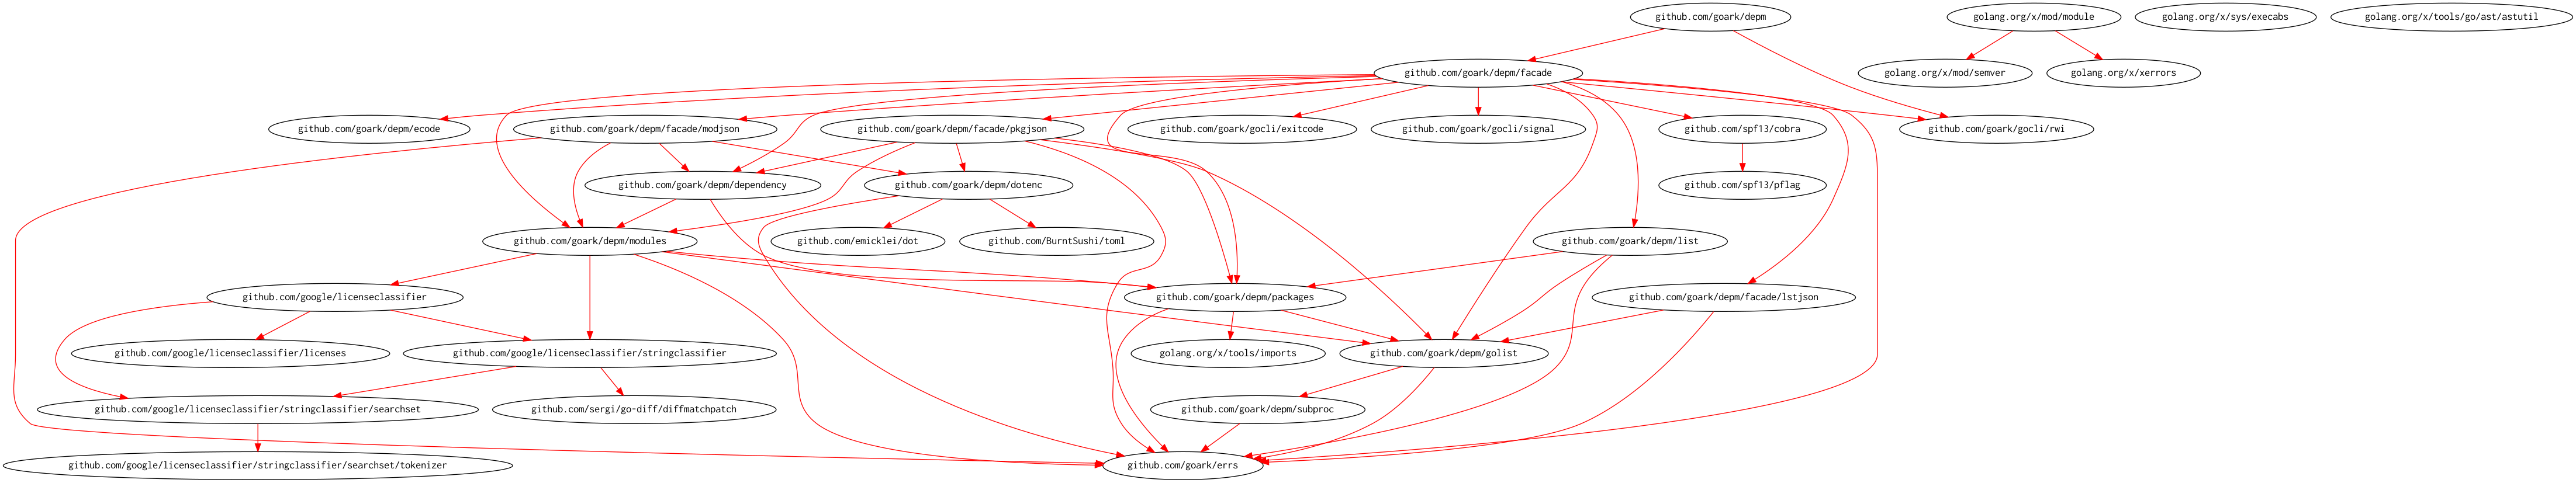 github.com/goark/depm
golang.org/x/mod/module
golang.org/x/sys/execabs
golang.org/x/tools/go/ast/astutil
github.com/goark/depm/facade
golang.org/x/mod/semver
golang.org/x/xerrors
github.com/goark/depm/ecode
github.com/goark/depm/facade/modjson
github.com/goark/depm/facade/pkgjson
github.com/goark/gocli/exitcode
github.com/goark/gocli/signal
github.com/spf13/cobra
github.com/goark/gocli/rwi
github.com/goark/depm/dependency
github.com/goark/depm/dotenc
github.com/spf13/pflag
github.com/goark/depm/modules
github.com/emicklei/dot
github.com/BurntSushi/toml
github.com/goark/depm/list
github.com/google/licenseclassifier
github.com/goark/depm/packages
github.com/goark/depm/facade/lstjson
github.com/google/licenseclassifier/licenses
github.com/google/licenseclassifier/stringclassifier
golang.org/x/tools/imports
github.com/goark/depm/golist
github.com/google/licenseclassifier/stringclassifier/searchset
github.com/sergi/go-diff/diffmatchpatch
github.com/goark/depm/subproc
github.com/google/licenseclassifier/stringclassifier/searchset/tokenizer
github.com/goark/errs